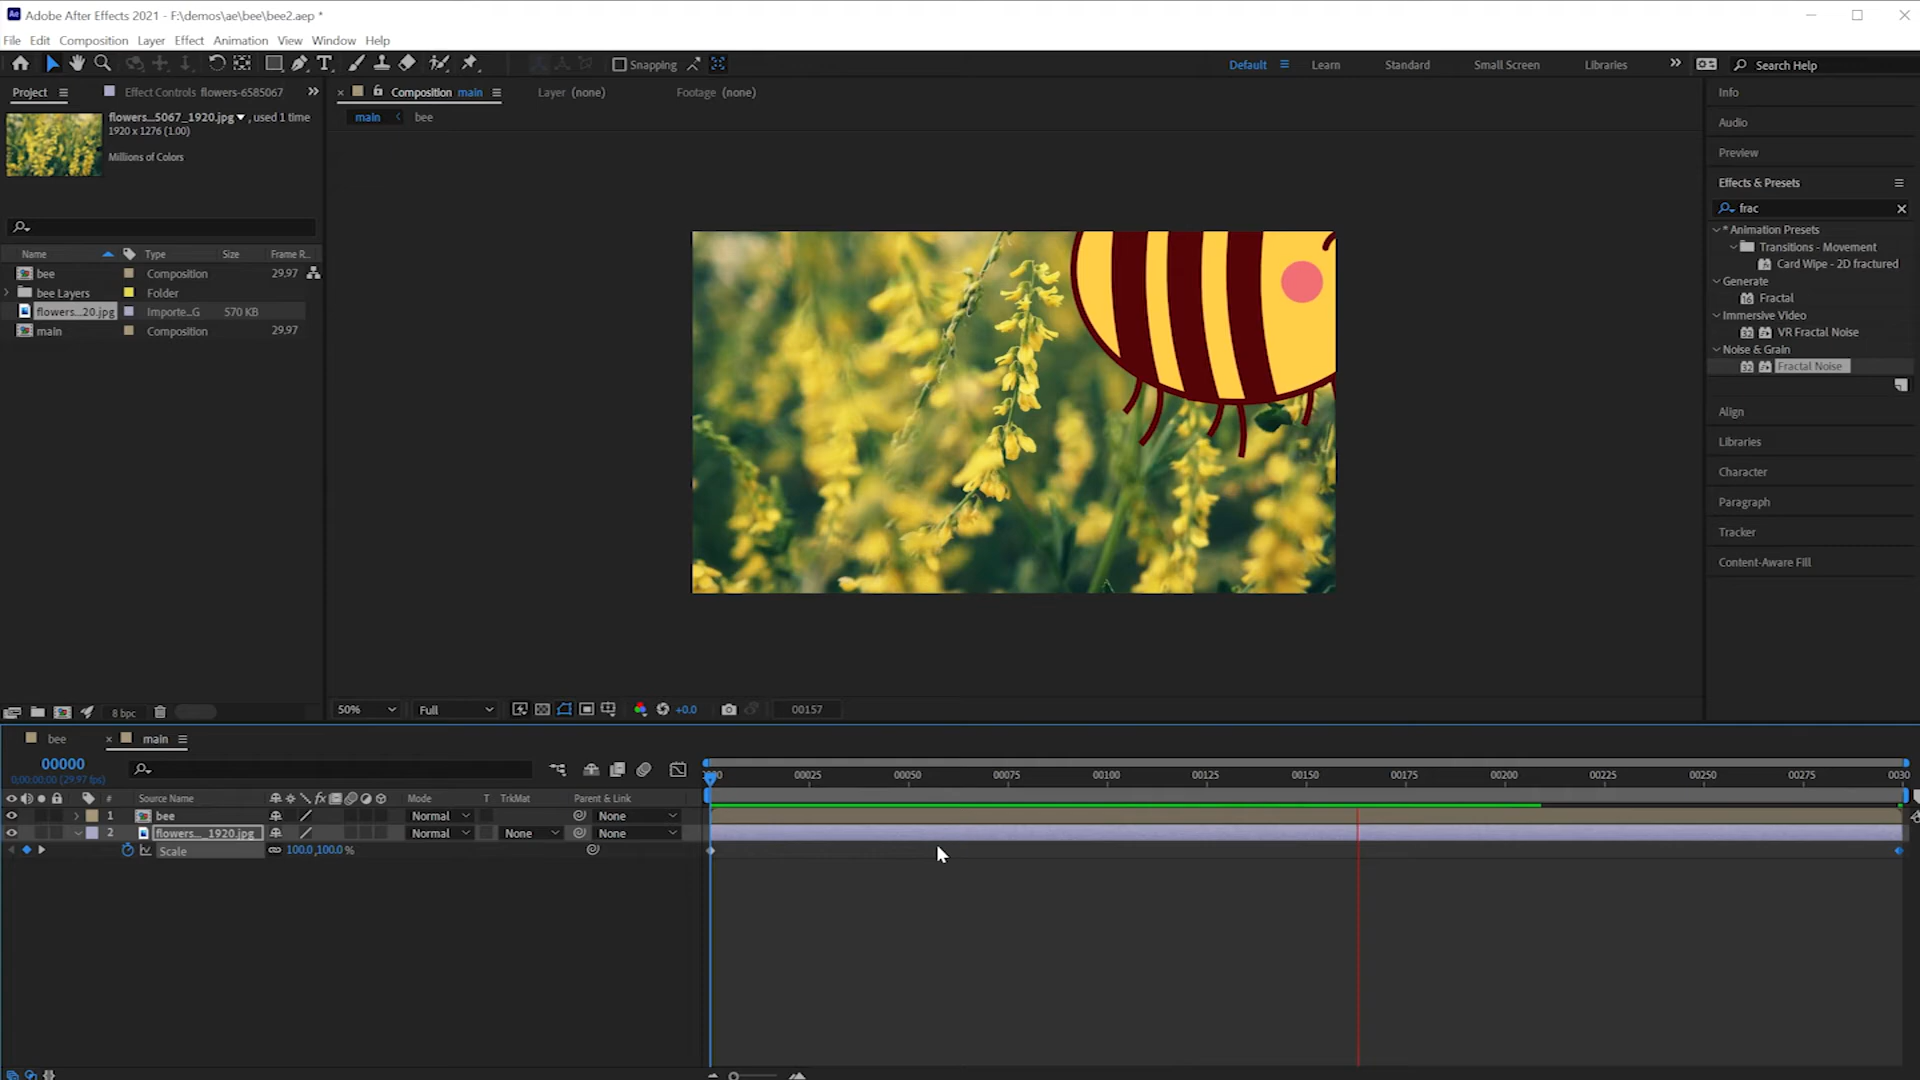 Adobe After Effects 2021 - F:\demos\ae\bee\bee2.aep *
File Edit Composition Layer Effect Animation View Window Help
Snapping Default Learn Standard Small Screen Libraries Search Help
Project Effect Controls flowers-6585067 Composition main Layer (none) Footage (none) Info
flowers...5067_1920.jpg, used 1 time
1920 x 1276 (1.00)
main bee
Audio
Millions of Colors
Preview
Effects & Presets
frac
* Animation Presets
Transitions - Movement
Card Wipe - 2D fractured
Generate
Fractal
Immersive Video
VR Fractal Noise
Noise & Grain
Fractal Noise
Name Type Size Frame R...
bee Composition 29.97
bee Layers Folder
flowers...20.jpg Importe...G 570 KB
main Composition 29.97
Align
Libraries
Character
Paragraph
Tracker
Content-Aware Fill
8 bpc 50% Full +0.0 00157
bee main
00000
0;00;00;00 (29.97 fps)
00025 00050 00075 00100 00125 00150 00175 00200 00225 00250 00275 0030
# Source Name fx Mode T TrkMat Parent & Link
1 bee Normal None
2 flowers..._1920.jpg Normal None None
Scale 100.0,100.0 %